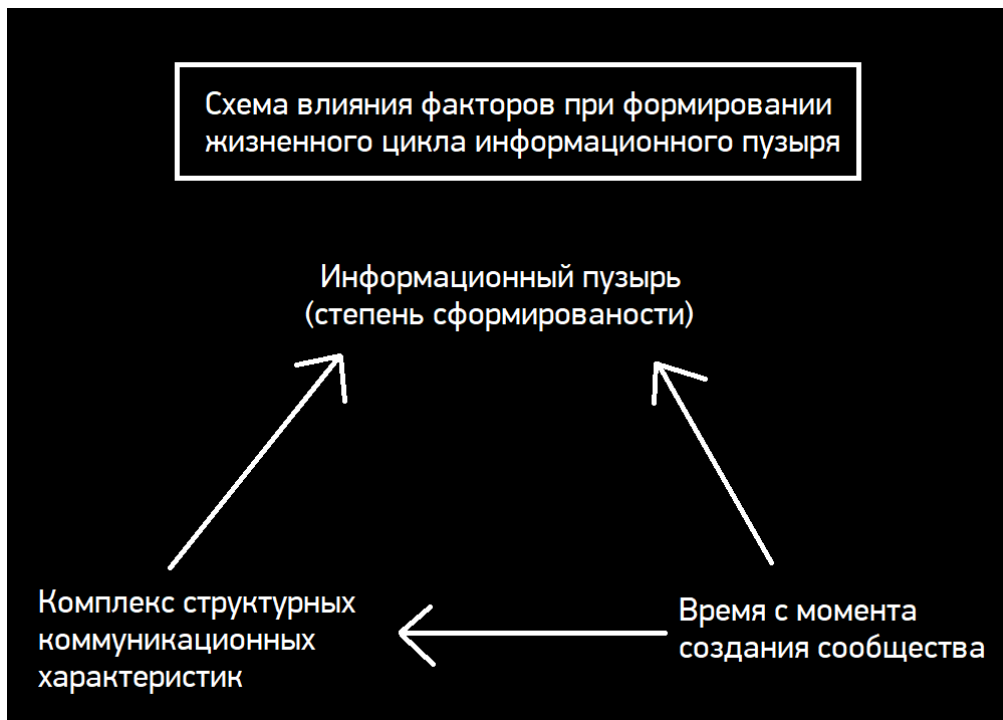 Схема влияния факторов при формировании
жизненного цикла информационного пузыря
Информационный пузырь
(степень сформированости)
Комплекс структурных
коммуникационных
характеристик
Время с момента
создания сообщества